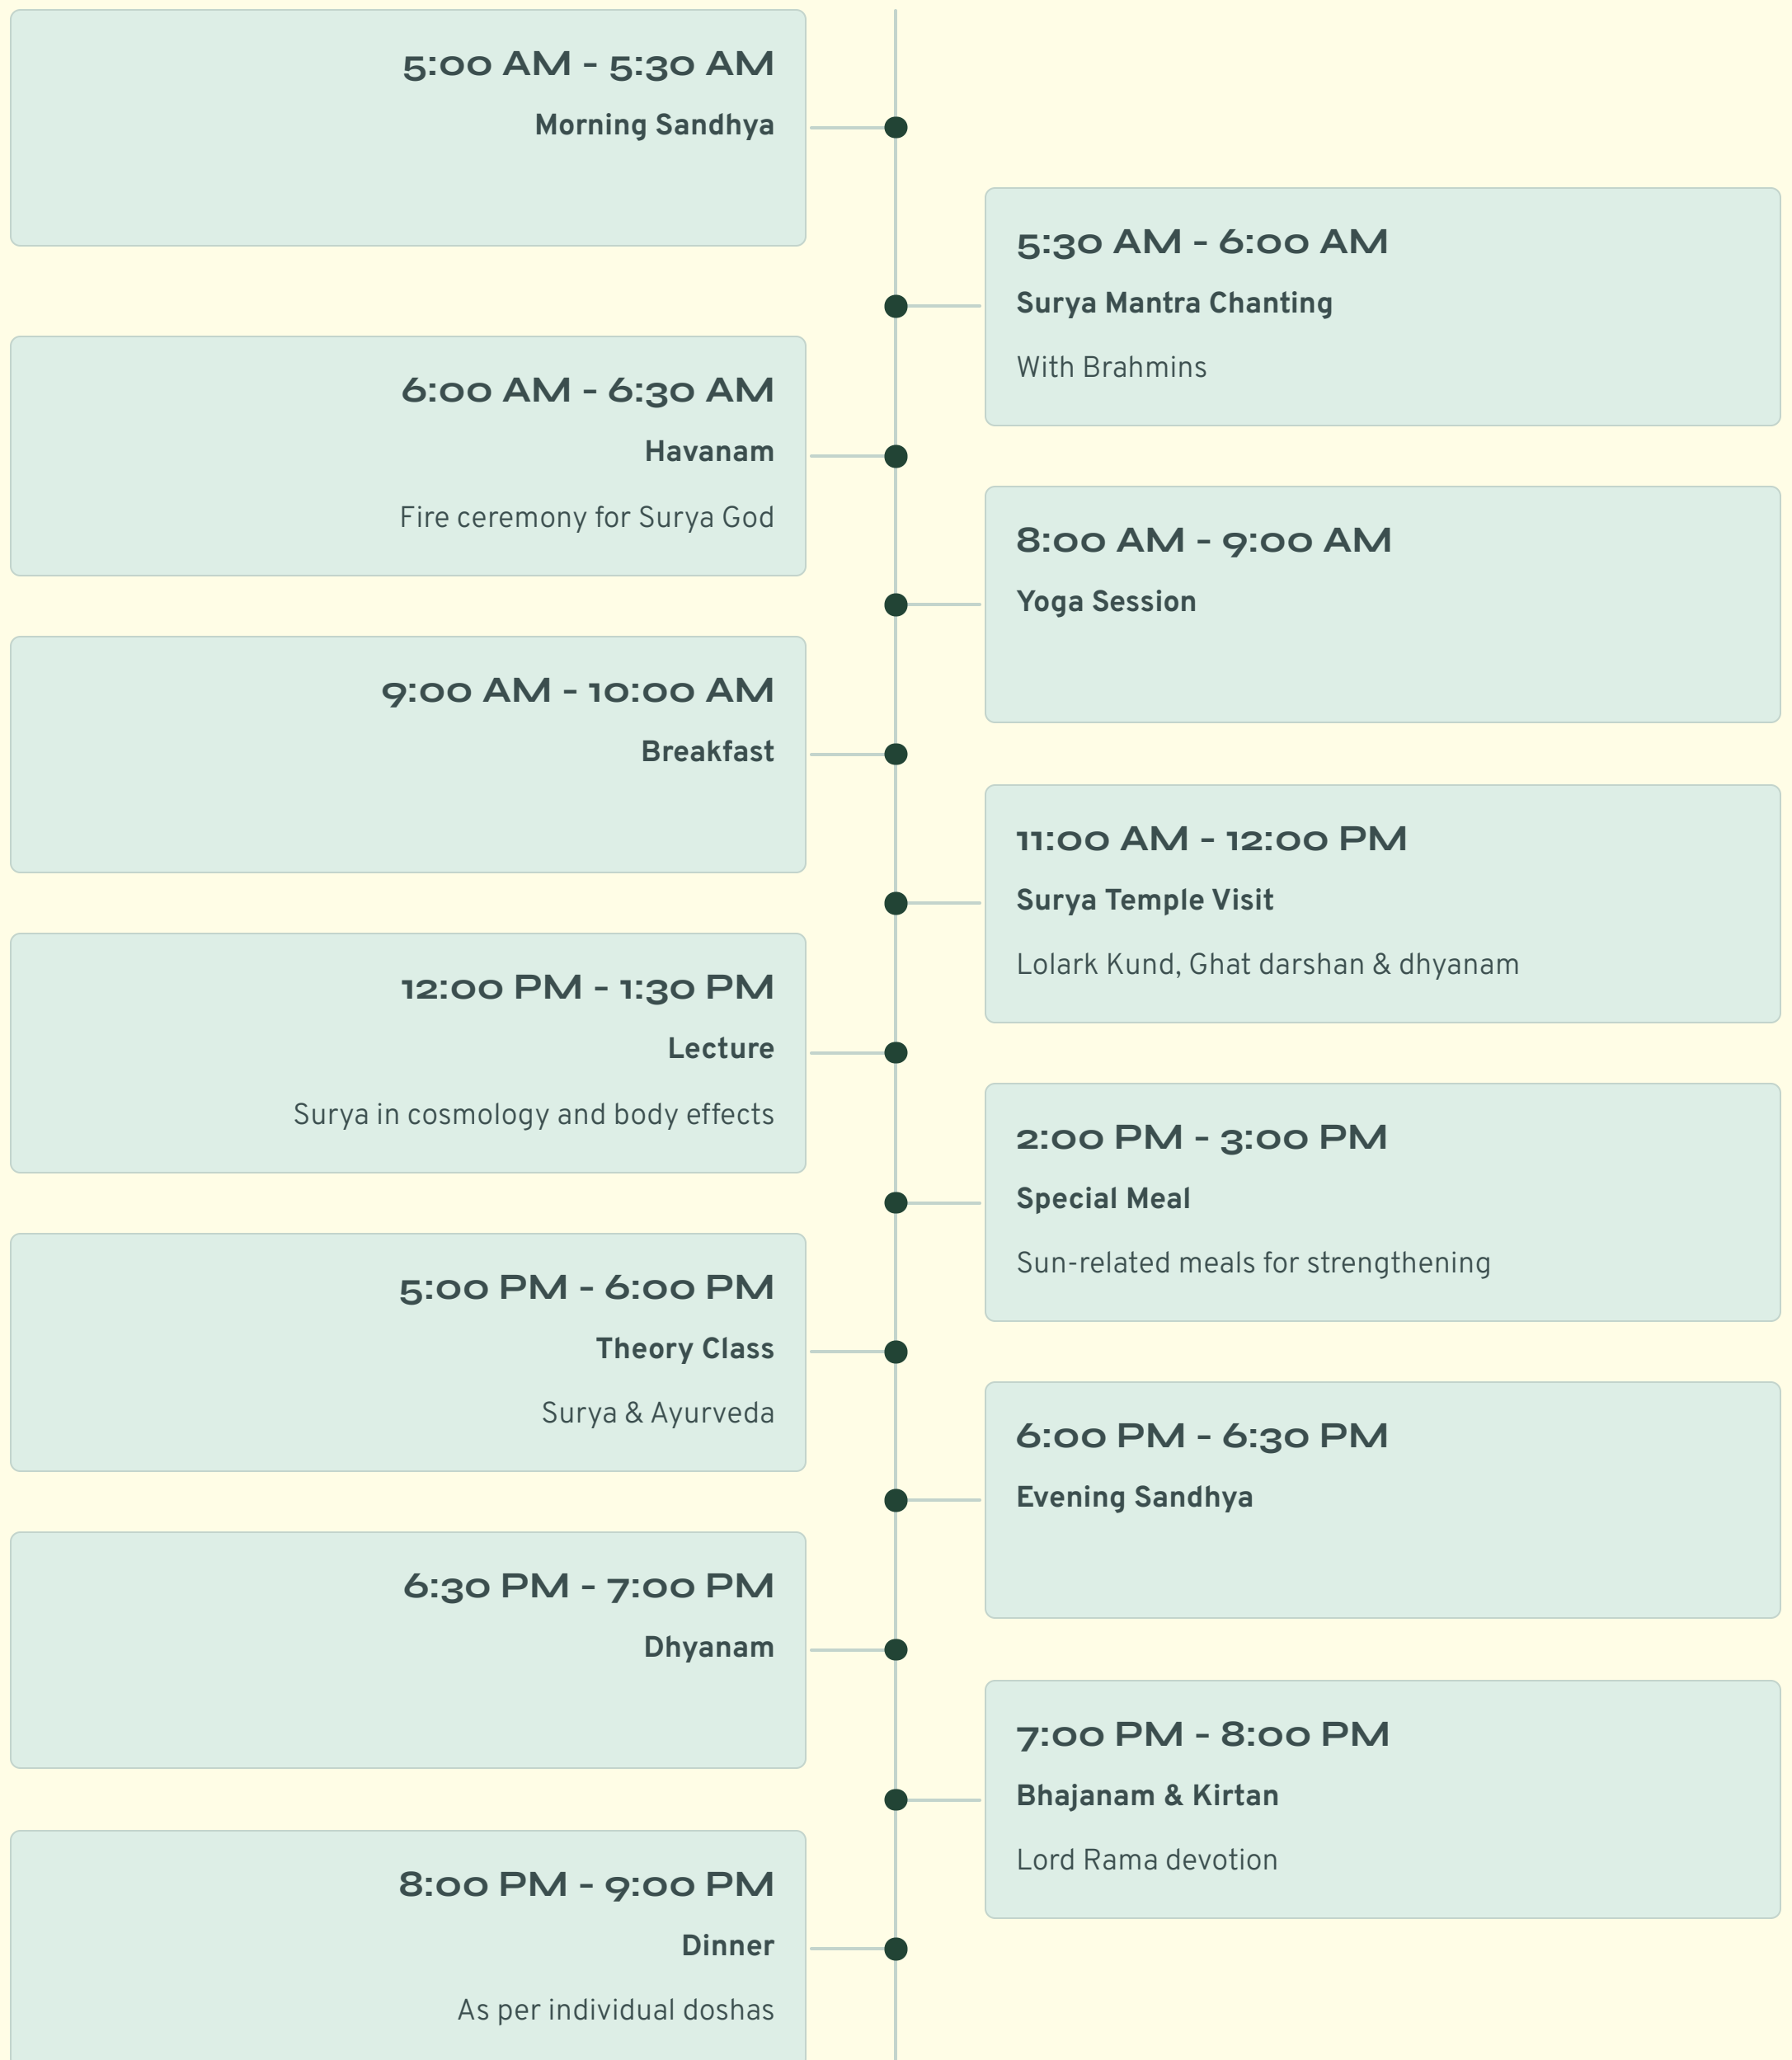 5:00 AM - 5:30 AM
Morning Sandhya
5:30 AM - 6:00 AM
Surya Mantra Chanting
With Brahmins
6:00 AM - 6:30 AM
Havanam
Fire ceremony for Surya God
8:00 AM - 9:00 AM
Yoga Session
9:00 AM - 10:00 AM
Breakfast
11:00 AM - 12:00 PM
Surya Temple Visit
Lolark Kund, Ghat darshan & dhyanam
12:00 PM - 1:30 PM
Lecture
Surya in cosmology and body effects
2:00 PM - 3:00 PM
Special Meal
Sun-related meals for strengthening
5:00 PM - 6:00 PM
Theory Class
Surya & Ayurveda
6:00 PM - 6:30 PM
Evening Sandhya
6:30 PM - 7:00 PM
Dhyanam
7:00 PM - 8:00 PM
Bhajanam & Kirtan
Lord Rama devotion
8:00 PM - 9:00 PM
Dinner
As per individual doshas